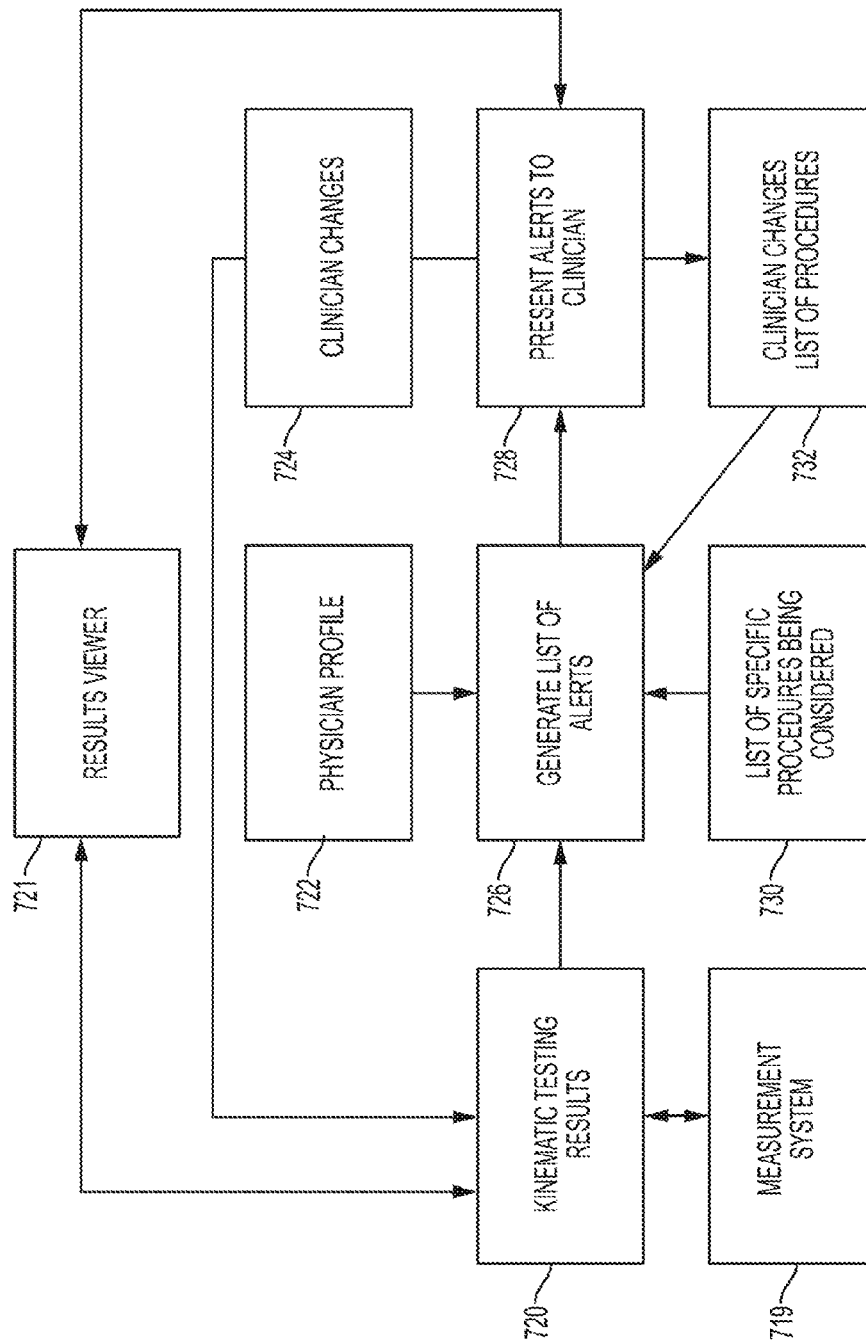 RESULTS VIEWER
721
PHYSICIAN PROFILE
722
CLINICIAN CHANGES
724
KINEMATIC TESTING
RESULTS
720
GENERATE LIST OF
ALERTS
726
PRESENT ALERTS TO
CLINICIAN
728
MEASUREMENT
SYSTEM
719
LIST OF SPECIFIC
PROCEDURES BEING
CONSIDERED
730
CLINICIAN CHANGES
LIST OF PROCEDURES
732